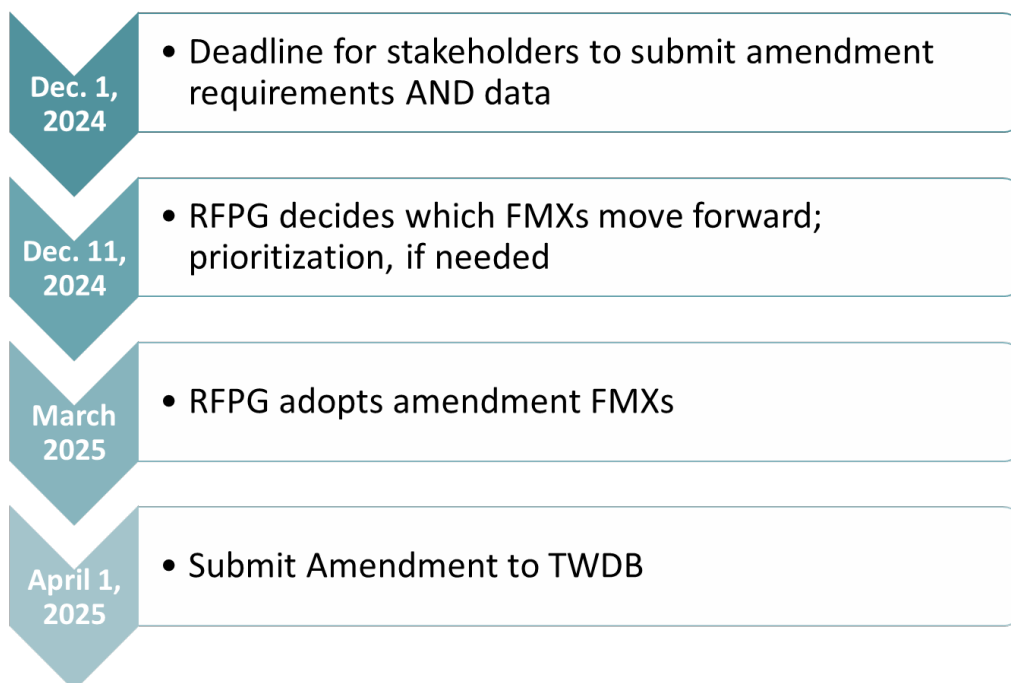 Dec. 1,
2024
• Deadline for stakeholders to submit amendment
requirements AND data
Dec. 11,
2024
• RFPG decides which FMXs move forward;
prioritization, if needed
March
2025
• RFPG adopts amendment FMXs
April 1,
2025
• Submit Amendment to TWDB